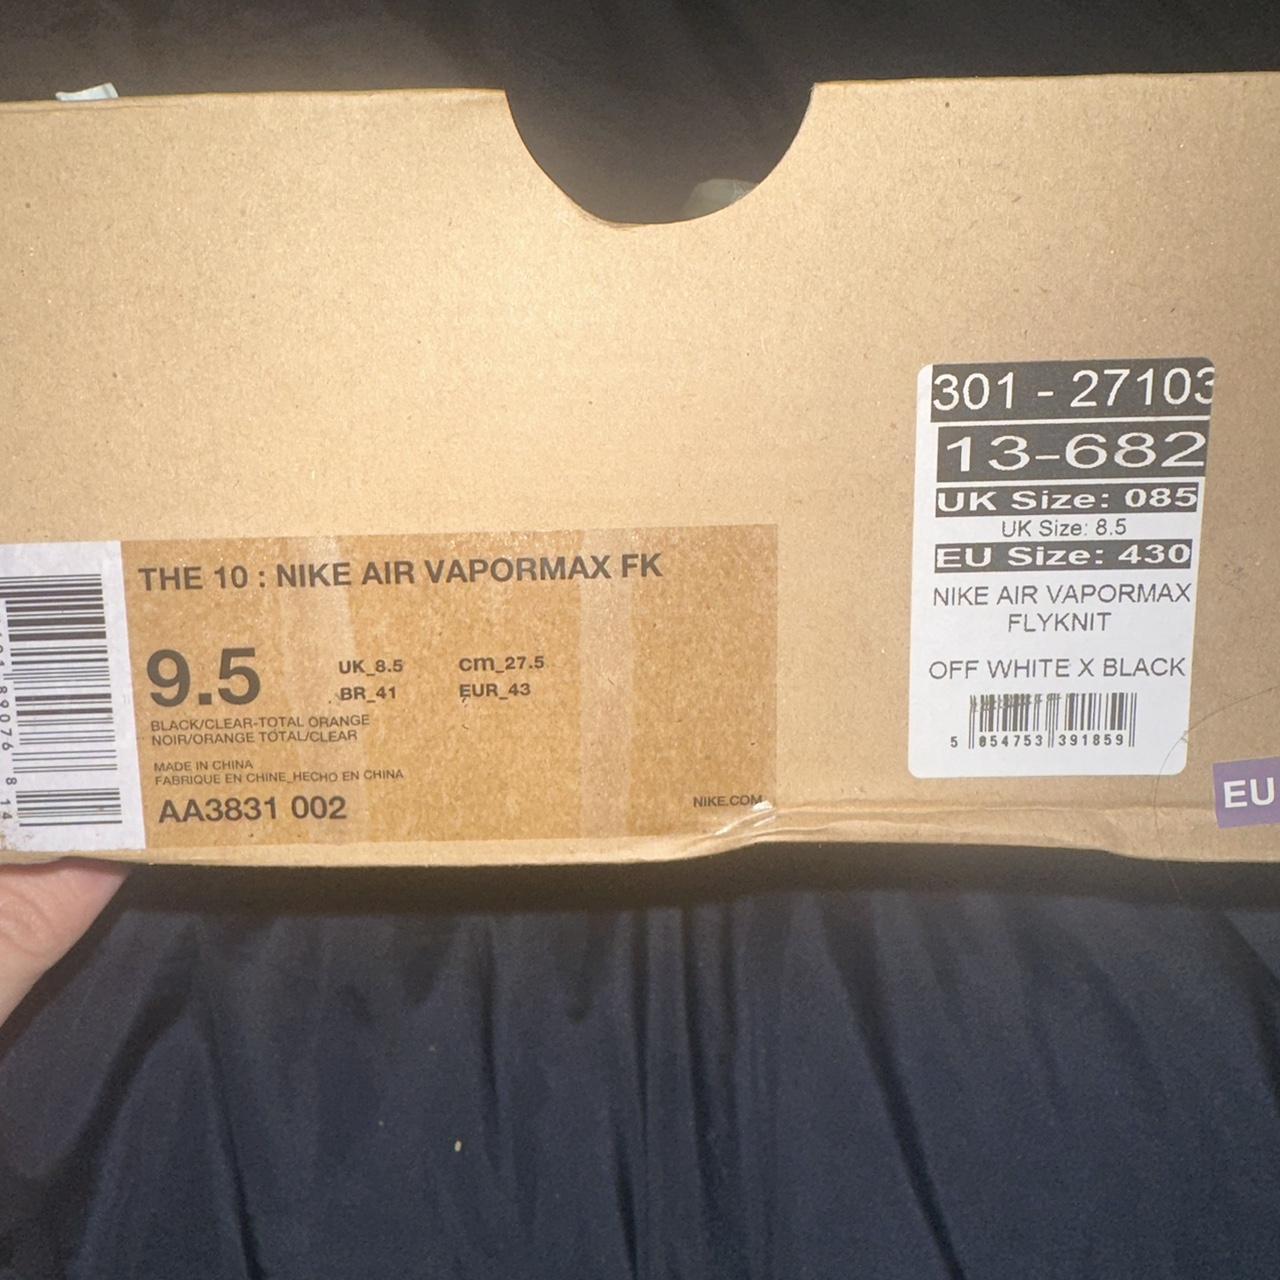 THE 10 : NIKE AIR VAPORMAX FK
9.5
UK_8.5
cm_27.5
BR_41
EUR_43
BLACK/CLEAR-TOTAL ORANGE
NOIR/ORANGE TOTAL/CLEAR
MADE IN CHINA
FABRIQUE EN CHINE_HECHO EN CHINA
AA3831 002
NIKE.COM
301 - 27103
13-682
UK Size: 085
UK Size: 8.5
EU Size: 430
NIKE AIR VAPORMAX
FLYKNIT
OFF WHITE X BLACK
5 054753 391859
EU